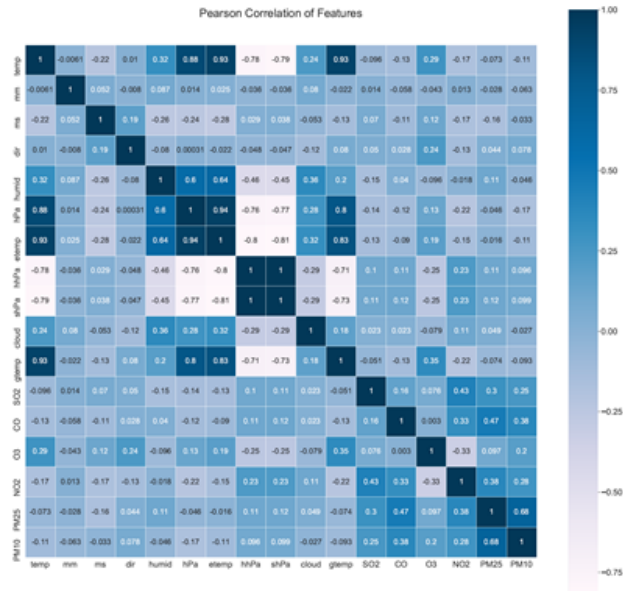 Pearson Correlation of Features
temp 1 -0.0061 -0.22 0.01 0.32 0.88 0.93 -0.78 -0.79 0.24 0.93 -0.096 -0.13 0.29 -0.17 -0.073 -0.11
mm -0.0061 1 0.052 -0.008 0.087 0.014 0.025 -0.036 -0.036 0.08 -0.022 0.014 -0.058 -0.043 0.013 -0.028 -0.063
ms -0.22 0.052 1 0.19 -0.26 -0.24 -0.28 0.029 0.038 -0.053 -0.13 0.07 -0.11 0.12 -0.17 -0.16 -0.033
dir 0.01 -0.008 0.19 1 -0.08 0.00031 -0.022 -0.048 -0.047 -0.12 0.08 0.05 0.028 0.24 -0.13 0.044 0.078
humid 0.32 0.087 -0.26 -0.08 1 0.6 0.64 -0.46 -0.45 0.36 0.2 -0.15 0.04 -0.096 -0.018 0.11 -0.046
hPa 0.88 0.014 -0.24 0.00031 0.6 1 0.94 -0.76 -0.77 0.28 0.8 -0.14 -0.12 0.13 -0.22 -0.046 -0.17
etemp 0.93 0.025 -0.28 -0.022 0.64 0.94 1 -0.8 -0.81 0.32 0.83 -0.13 -0.09 0.19 -0.15 -0.016 -0.11
hhPa -0.78 -0.036 0.029 -0.048 -0.46 -0.76 -0.8 1 1 -0.29 -0.71 0.1 0.11 -0.25 0.23 0.11 0.096
shPa -0.79 -0.036 0.038 -0.047 -0.45 -0.77 -0.81 1 1 -0.29 -0.73 0.11 0.12 -0.25 0.23 0.12 0.099
cloud 0.24 0.08 -0.053 -0.12 0.36 0.28 0.32 -0.29 -0.29 1 0.18 0.023 0.023 -0.079 0.11 0.049 -0.027
gtemp 0.93 -0.022 -0.13 0.08 0.2 0.8 0.83 -0.71 -0.73 0.18 1 -0.051 -0.13 0.35 -0.22 -0.074 -0.093
SO2 -0.096 0.014 0.07 0.05 -0.15 -0.14 -0.13 0.1 0.11 0.023 -0.051 1 0.16 0.076 0.43 0.3 0.25
CO -0.13 -0.058 -0.11 0.028 0.04 -0.12 -0.09 0.11 0.12 0.023 -0.13 0.16 1 0.003 0.33 0.47 0.38
O3 0.29 -0.043 0.12 0.24 -0.096 0.13 0.19 -0.25 -0.25 -0.079 0.35 0.076 0.003 1 -0.33 0.097 0.2
NO2 -0.17 0.013 -0.17 -0.13 -0.018 -0.22 -0.15 0.23 0.23 0.11 -0.22 0.43 0.33 -0.33 1 0.38 0.28
PM25 -0.073 -0.028 -0.16 0.044 0.11 -0.046 -0.016 0.11 0.12 0.049 -0.074 0.3 0.47 0.097 0.38 1 0.68
PM10 -0.11 -0.063 -0.033 0.078 -0.046 -0.17 -0.11 0.096 0.099 -0.027 -0.093 0.25 0.38 0.2 0.28 0.68 1
temp mm ms dir humid hPa etemp hhPa shPa cloud gtemp SO2 CO O3 NO2 PM25 PM10
1.00
0.75
0.50
0.25
0.00
-0.25
-0.50
-0.75